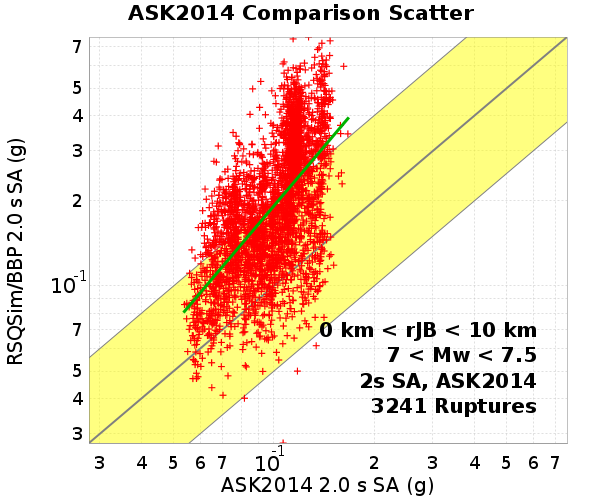 ASK2014 Comparison Scatter
RSQSim/BBP 2.0 s SA (g)
7
5
4
3
2
10-1
7
5
4
3
0 km < rJB < 10 km
7 < Mw < 7.5
2s SA, ASK2014
3241 Ruptures
3 4 5 6 7 10-1 2 3 4 5 6 7
ASK2014 2.0 s SA (g)